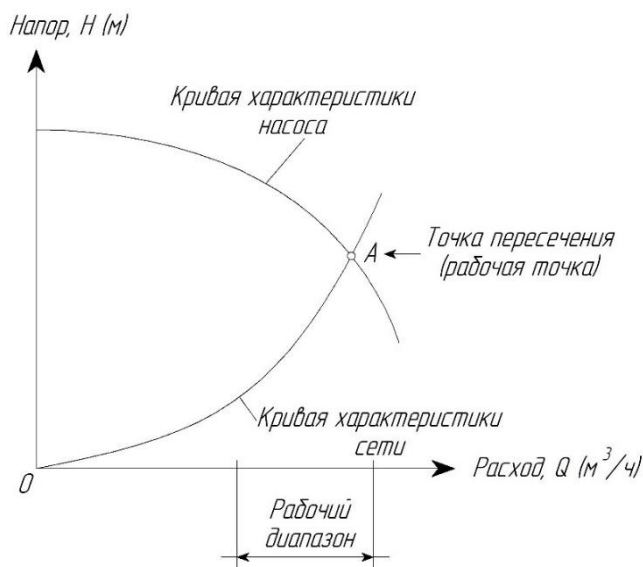 Напор, H (м)
Кривая характеристики
насоса
A
Точка пересечения
(рабочая точка)
Кривая характеристики
сети
O
Расход, Q (м³/ч)
Рабочий
диапазон